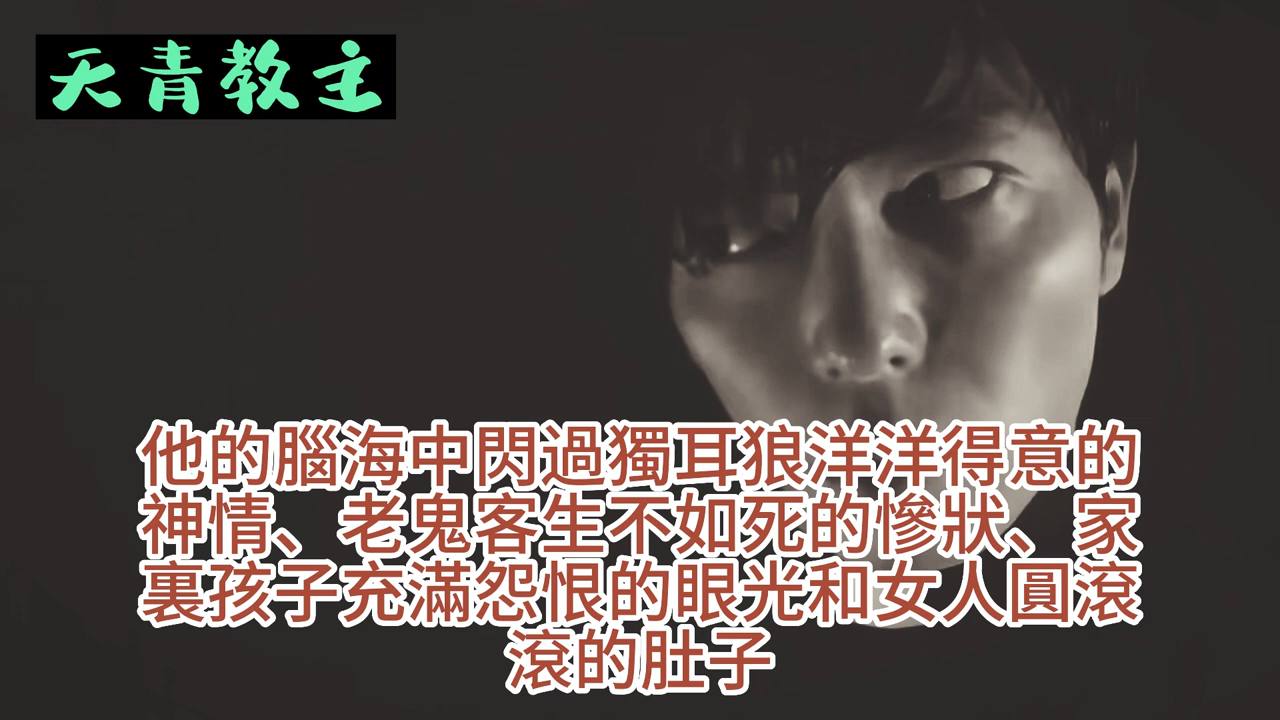 天青教主
他的腦海中閃過獨耳狼洋洋得意的
神情、老鬼客生不如死的慘狀、家
裏孩子充滿怨恨的眼光和女人圓滾
滾的肚子